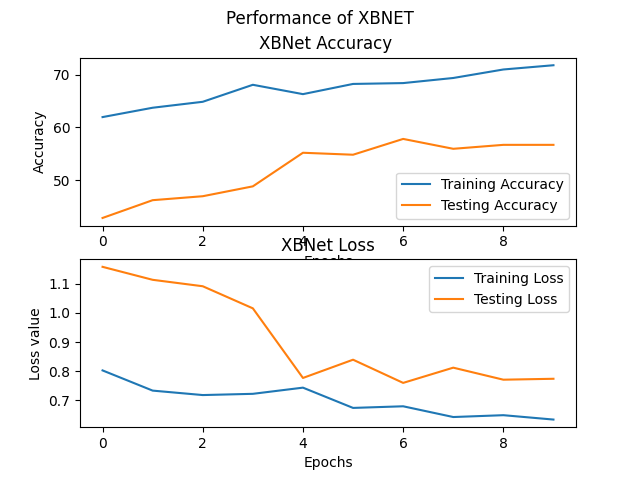 Performance of XBNET
XBNet Accuracy
70
60
50
Accuracy
Training Accuracy
Testing Accuracy
0 2 4 6 8
Epochs
XBNet Loss
1.1
1.0
0.9
0.8
0.7
Loss value
Training Loss
Testing Loss
0 2 4 6 8
Epochs